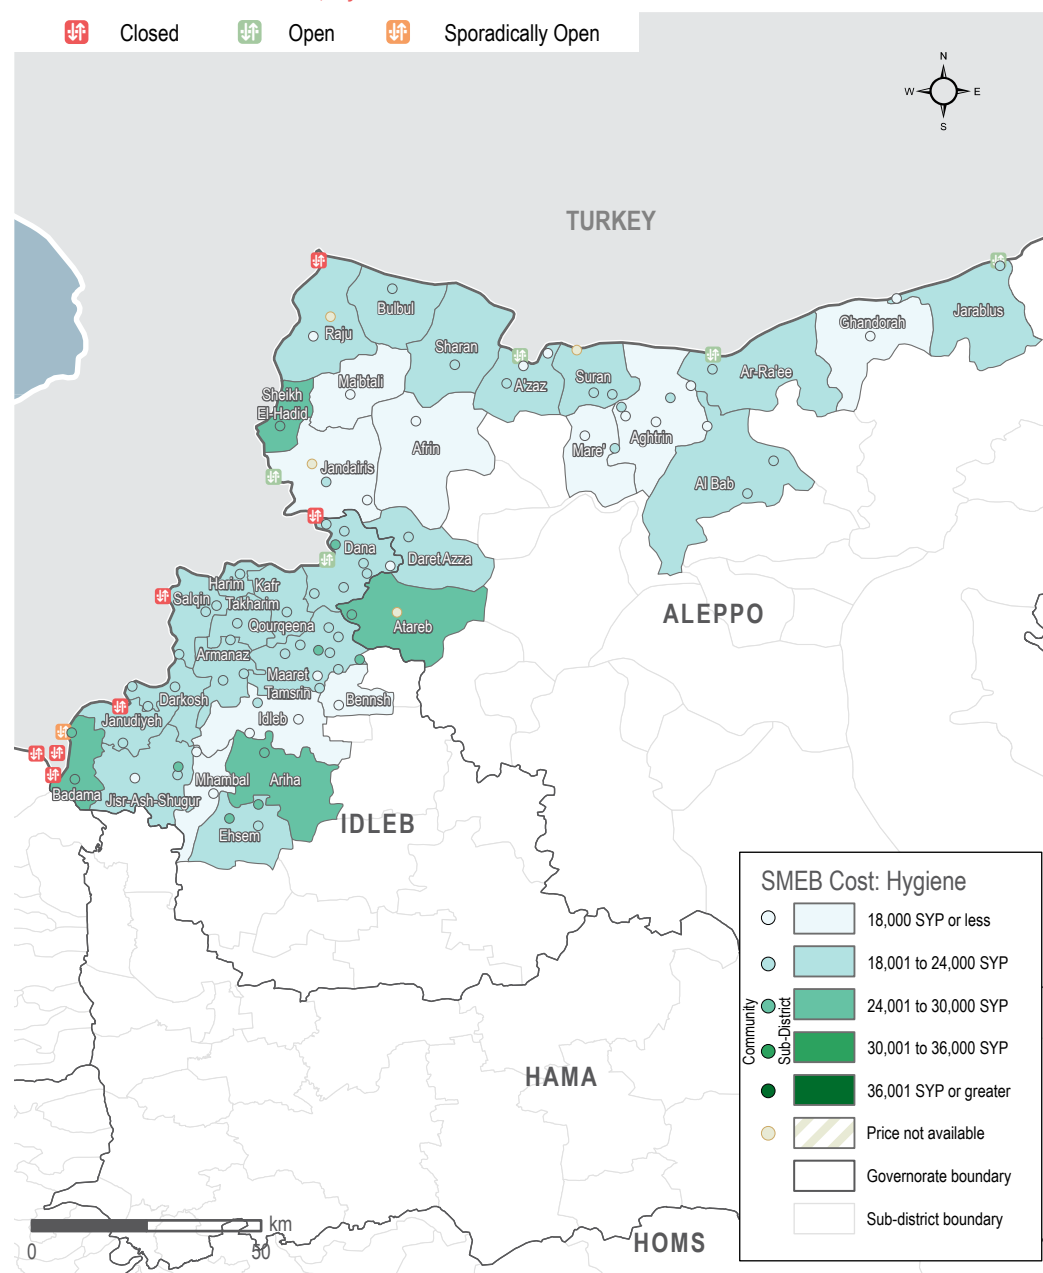 Closed
Open
Sporadically Open
N
W
E
S
TURKEY
Bulbul
Raju
Sharan
Ghandorah
Jarablus
A'zaz
Suran
Ar-Ra'ee
Ma'btali
Sheikh
El-Hadid
Afrin
Mare'
Aghtrin
Jandairis
Al Bab
Dana
Daret Azza
Harim
Kafr
Salqin
Takharim
Qourqeena
Atareb
ALEPPO
Armanaz
Maaret
Tamsrin
Darkosh
Bennsh
Janudiyeh
Idleb
Badama
Jisr-Ash-Shugur
Mhambal
Ariha
Ehsem
IDLEB
HAMA
HOMS
SMEB Cost: Hygiene
Community
Sub-District
18,000 SYP or less
18,001 to 24,000 SYP
24,001 to 30,000 SYP
30,001 to 36,000 SYP
36,001 SYP or greater
Price not available
Governorate boundary
Sub-district boundary
km
0
50